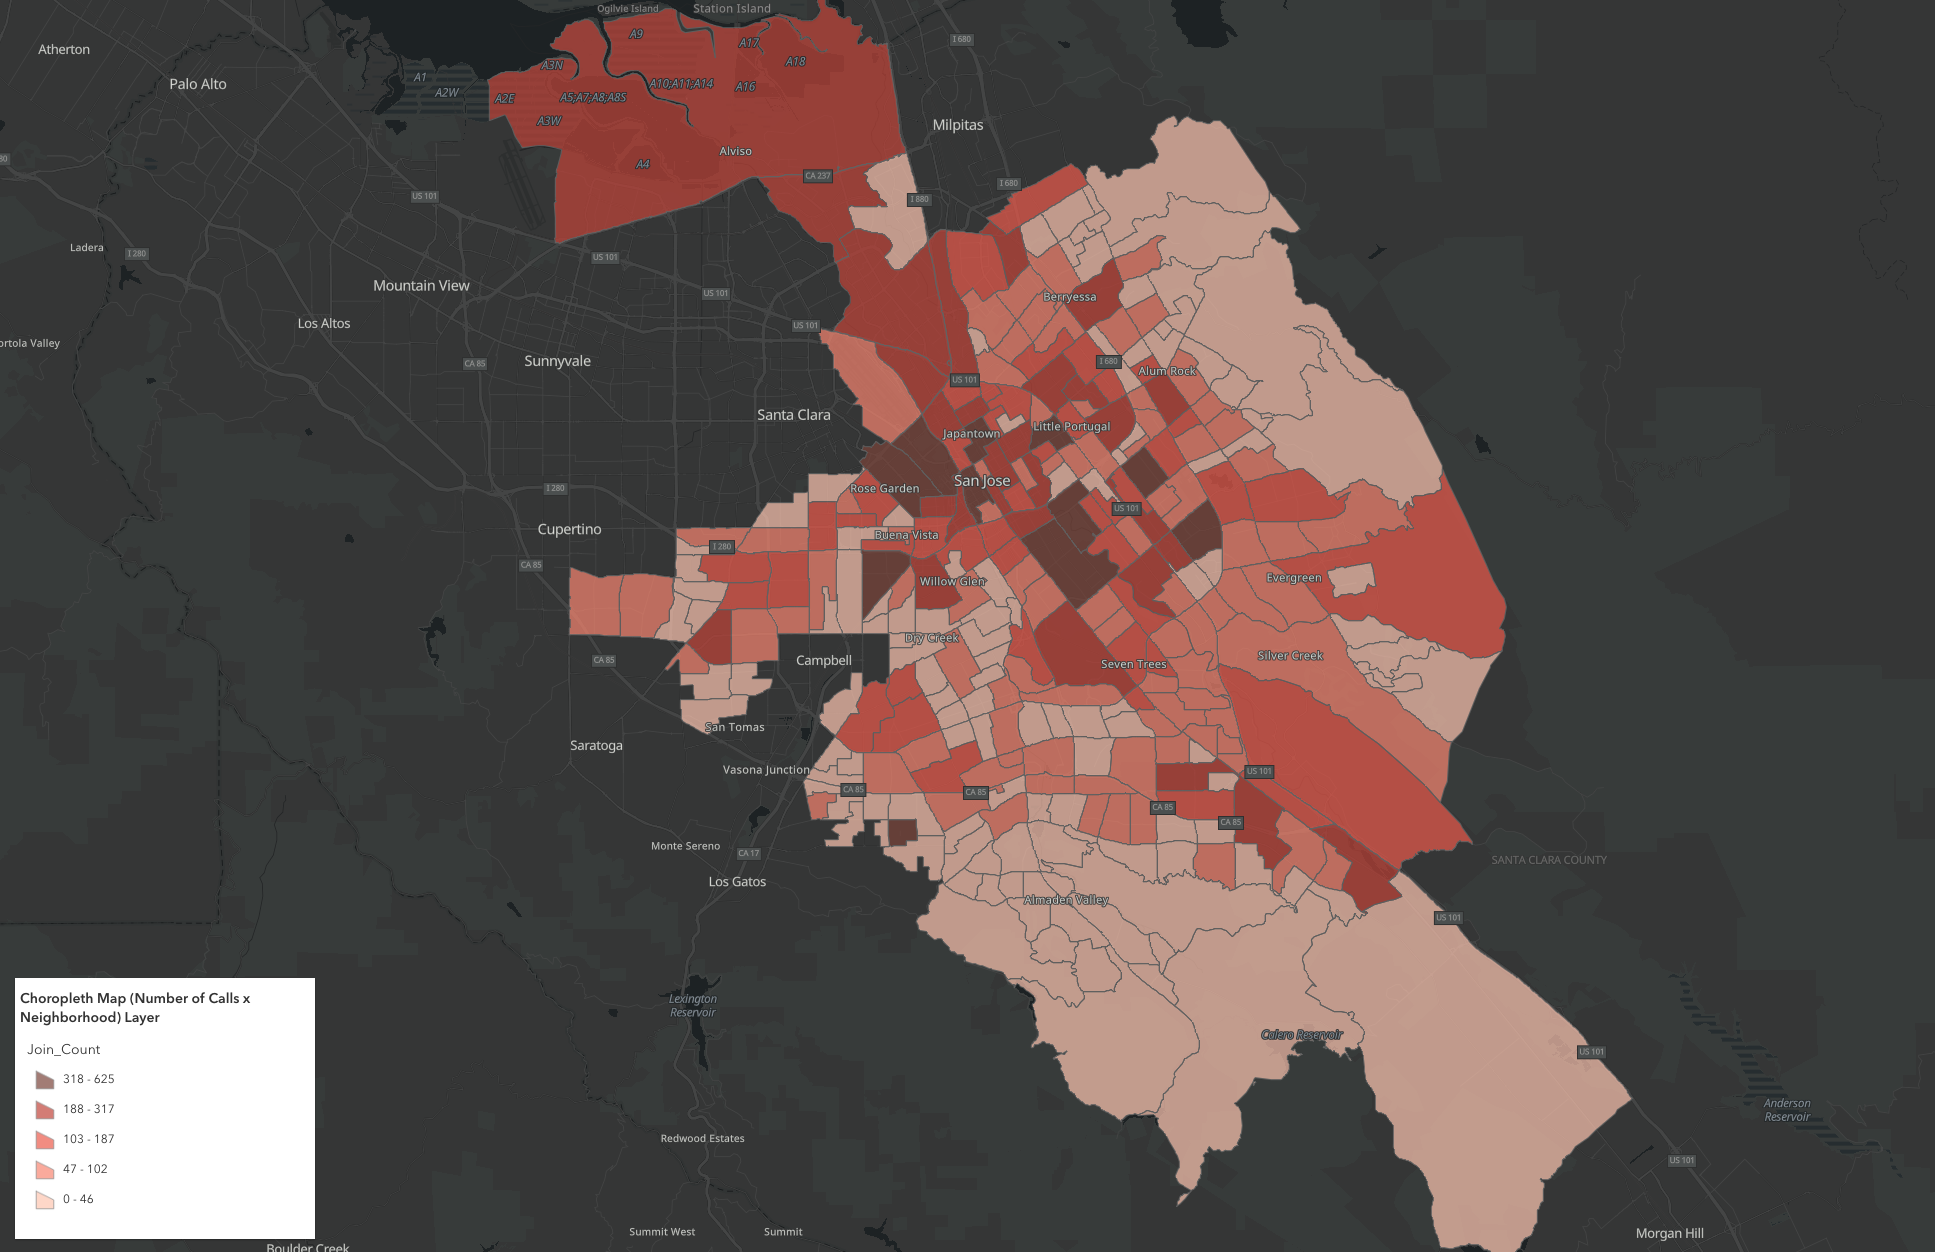 Ogilvie Island
Station Island
Atherton
A9
A17
I 680
A3N
A18
Palo Alto
A1
A2W
A2E
A5;A7;A8;A8S
A10;A11;A14
A16
A3W
Milpitas
Alviso
A4
CA 237
I 680
US 101
I 880
Ladera
I 280
US 101
Mountain View
US 101
Berryessa
Los Altos
US 101
ortola Valley
Sunnyvale
CA 85
I 680
Alum Rock
US 101
Santa Clara
Japantown
Little Portugal
San Jose
I 280
Rose Garden
US 101
Cupertino
Buena Vista
I 280
CA 85
Willow Glen
Evergreen
Dry Creek
CA 85
Campbell
Seven Trees
Silver Creek
San Tomas
Saratoga
Vasona Junction
US 101
CA 85
CA 85
CA 85
CA 85
Monte Sereno
CA 17
SANTA CLARA COUNTY
Los Gatos
Almaden Valley
US 101
Lexington
Reservoir
Calero Reservoir
US 101
Anderson
Reservoir
Redwood Estates
US 101
Summit West
Summit
Morgan Hill
Boulder Creek
Choropleth Map (Number of Calls x
Neighborhood) Layer
Join_Count
318 - 625
188 - 317
103 - 187
47 - 102
0 - 46